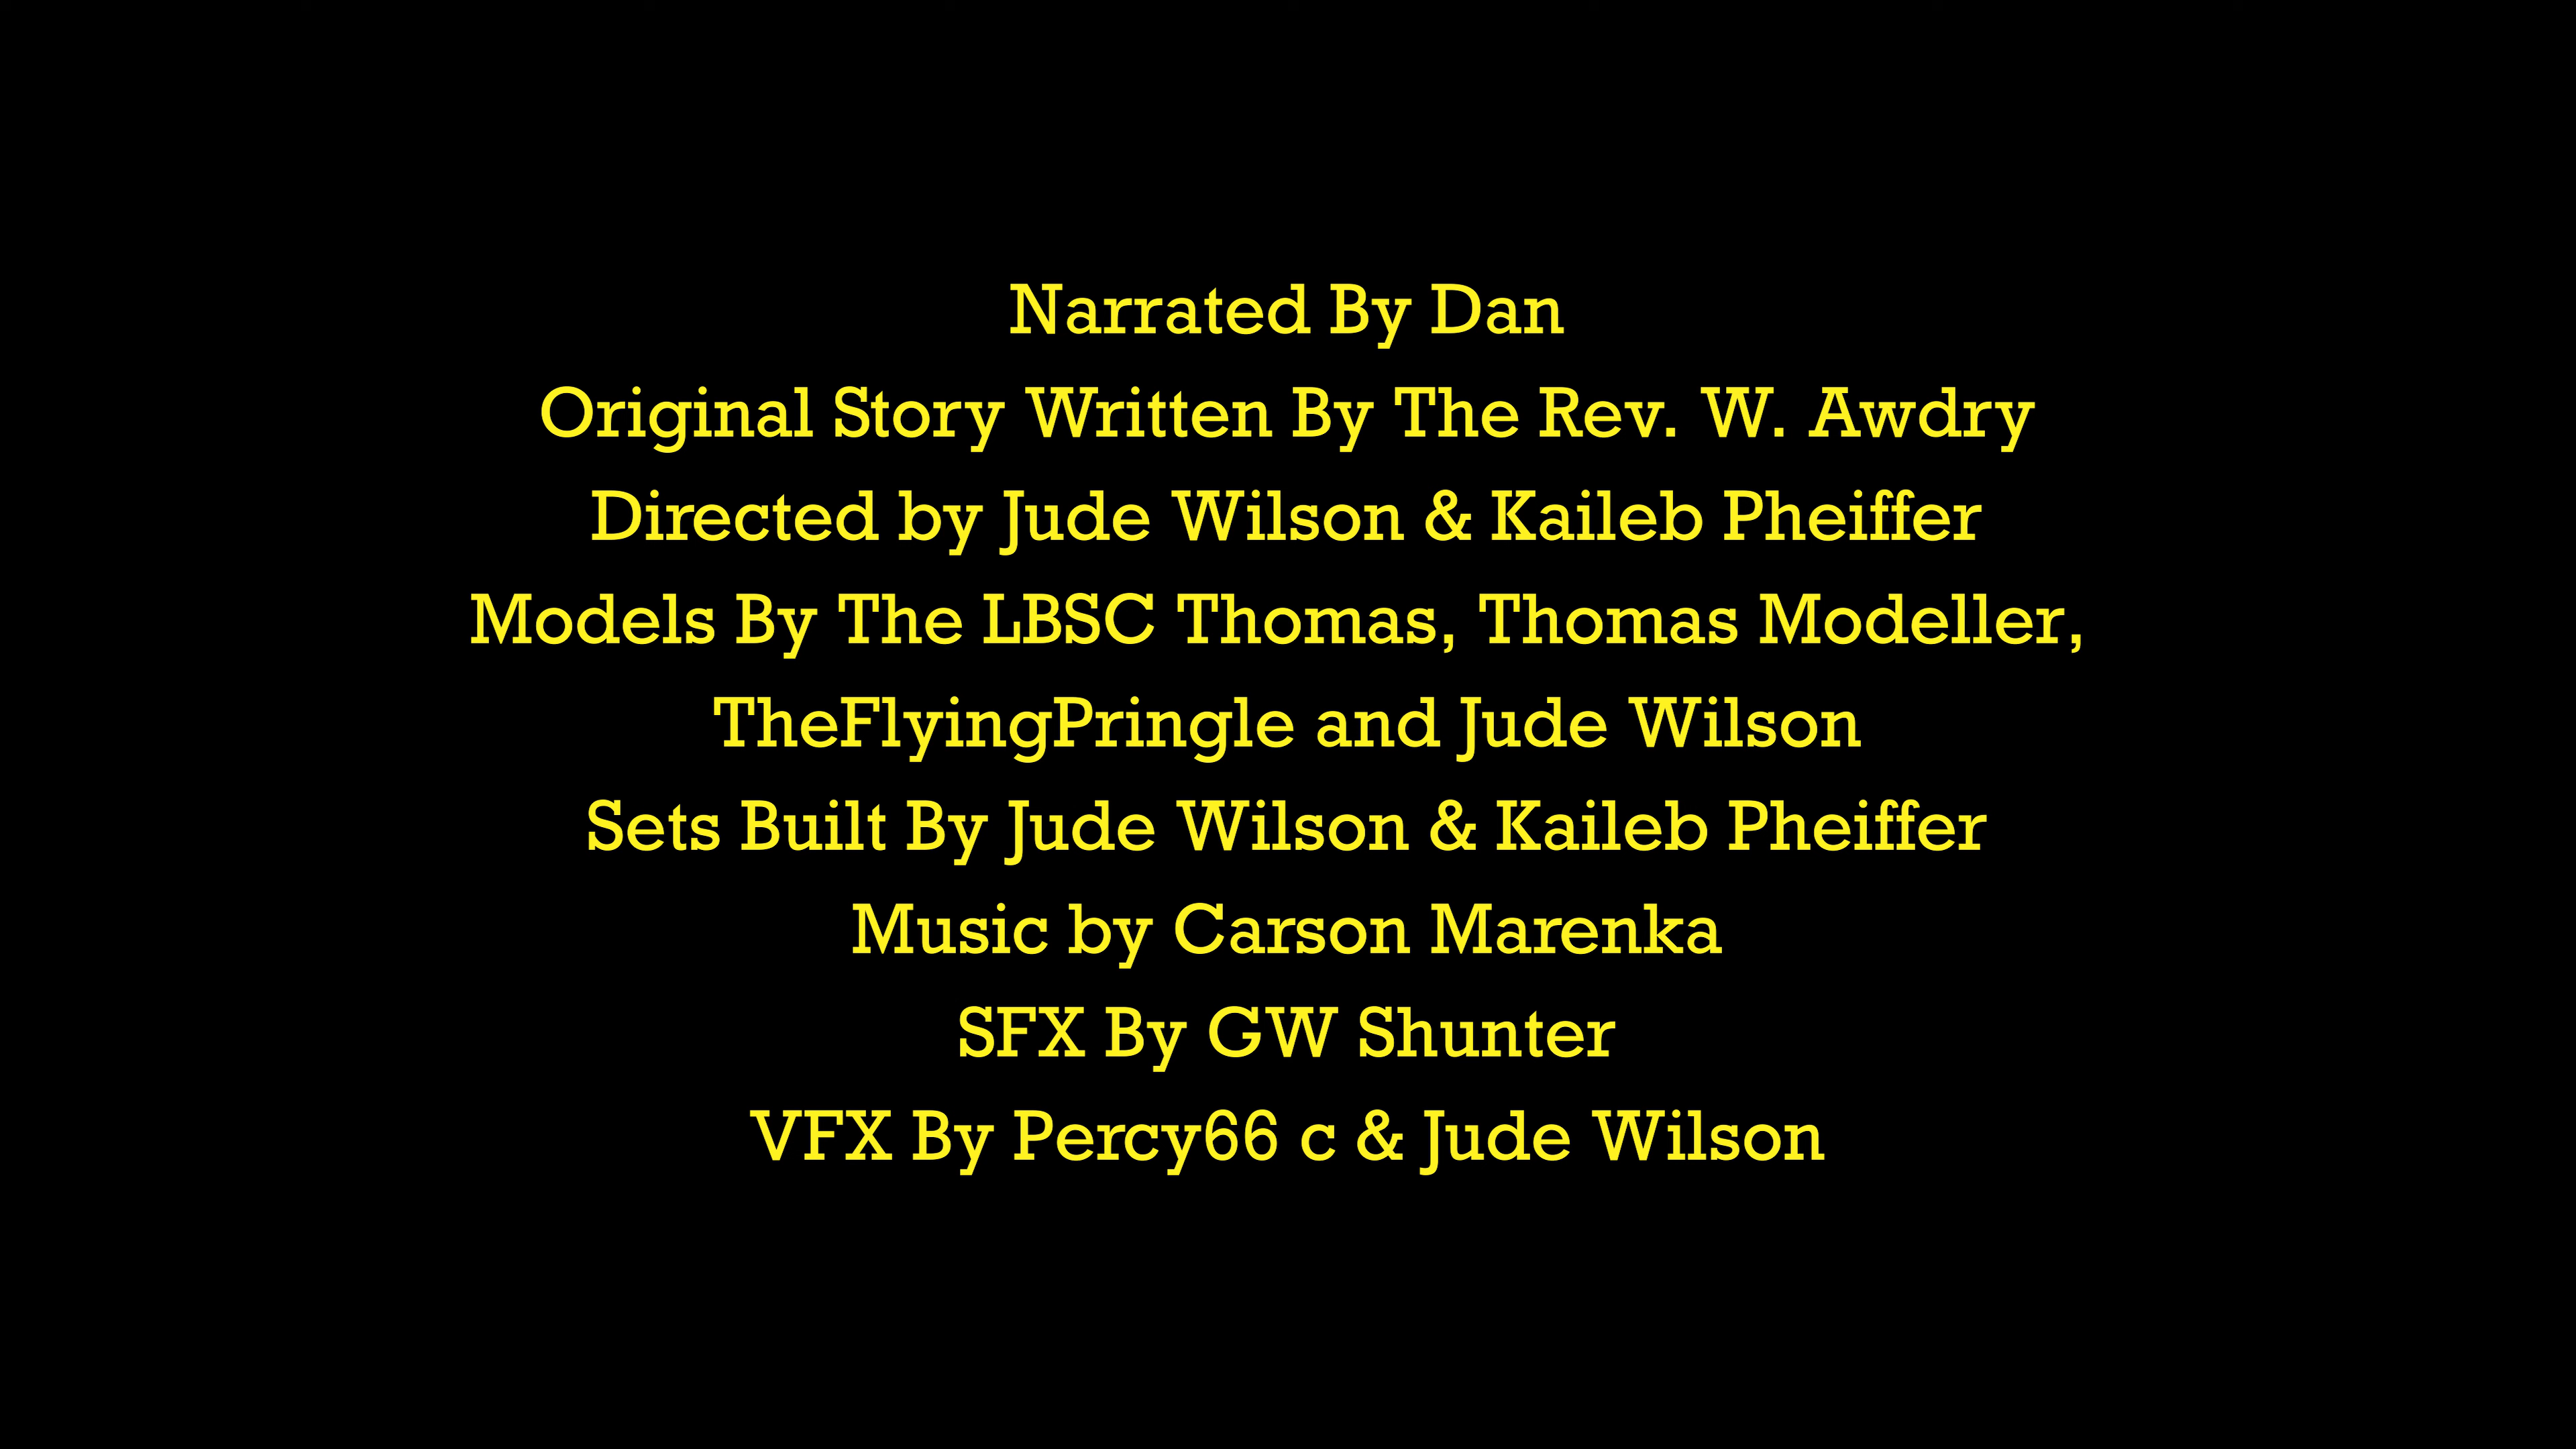 Narrated By Dan
Original Story Written By The Rev. W. Awdry
Directed by Jude Wilson & Kaileb Pheiffer
Models By The LBSC Thomas, Thomas Modeller,
TheFlyingPringle and Jude Wilson
Sets Built By Jude Wilson & Kaileb Pheiffer
Music by Carson Marenka
SFX By GW Shunter
VFX By Percy66 c & Jude Wilson